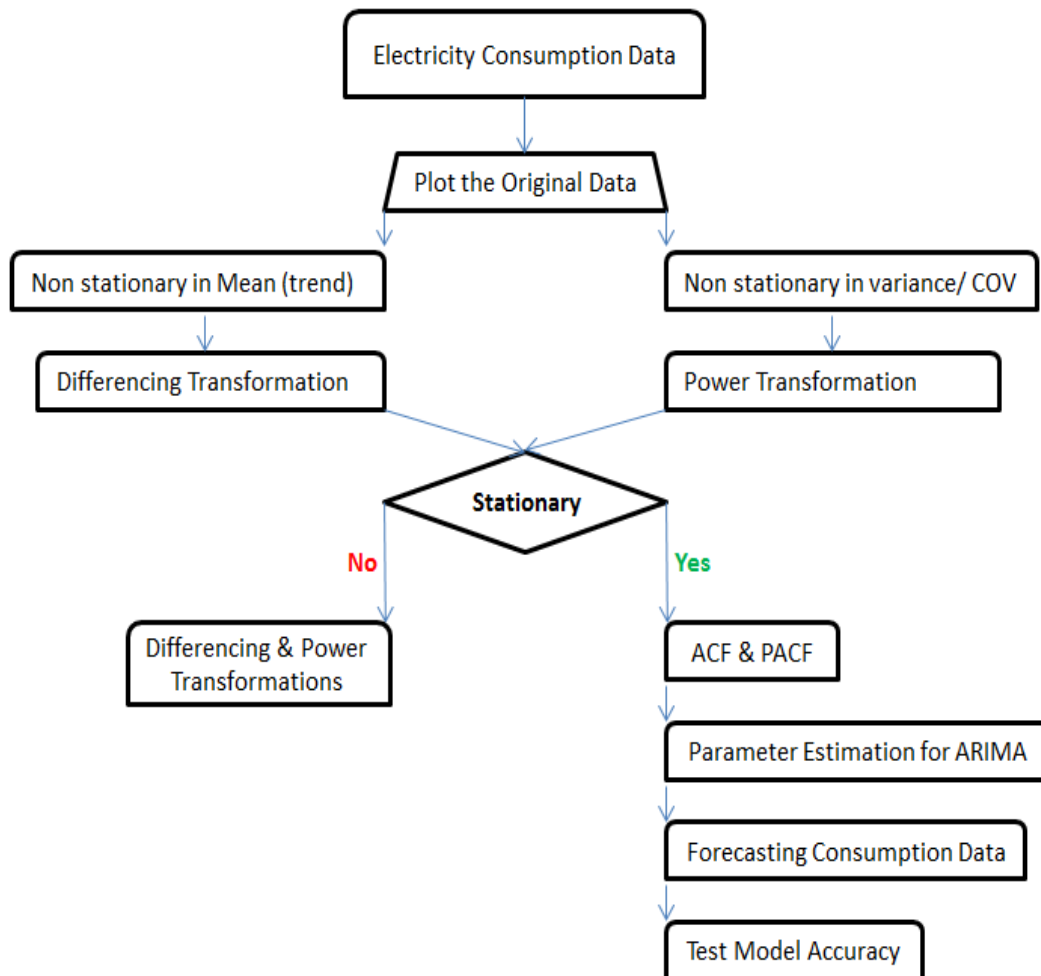 Electricity Consumption Data
Plot the Original Data
Non stationary in Mean (trend)
Non stationary in variance/ COV
Differencing Transformation
Power Transformation
Stationary
No
Yes
Differencing & Power
Transformations
ACF & PACF
Parameter Estimation for ARIMA
Forecasting Consumption Data
Test Model Accuracy